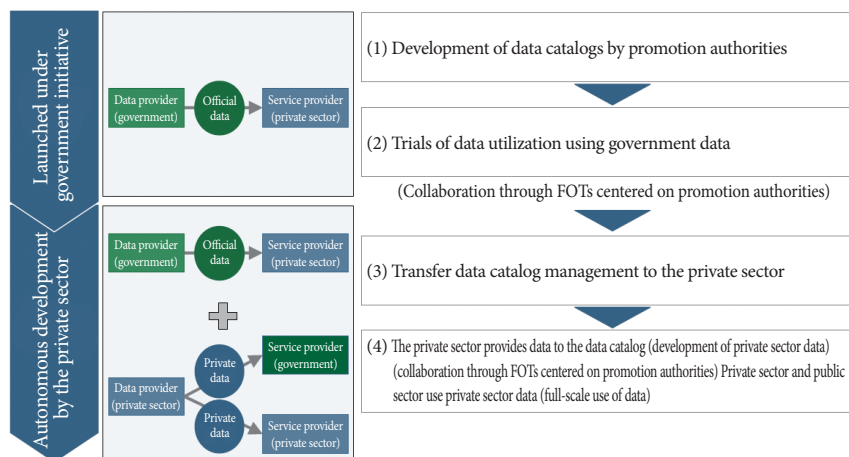 Launched under
government initiative
Data provider
(government)
Official
data
Service provider
(private sector)
Autonomous development
by the private sector
Data provider
(government)
Official
data
Service provider
(private sector)
Private
data
Service provider
(government)
Data provider
(private sector)
Private
data
Service provider
(private sector)
(1) Development of data catalogs by promotion authorities
(2) Trials of data utilization using government data
(Collaboration through FOTs centered on promotion authorities)
(3) Transfer data catalog management to the private sector
(4) The private sector provides data to the data catalog (development of private sector data)
(collaboration through FOTs centered on promotion authorities) Private sector and public
sector use private sector data (full-scale use of data)